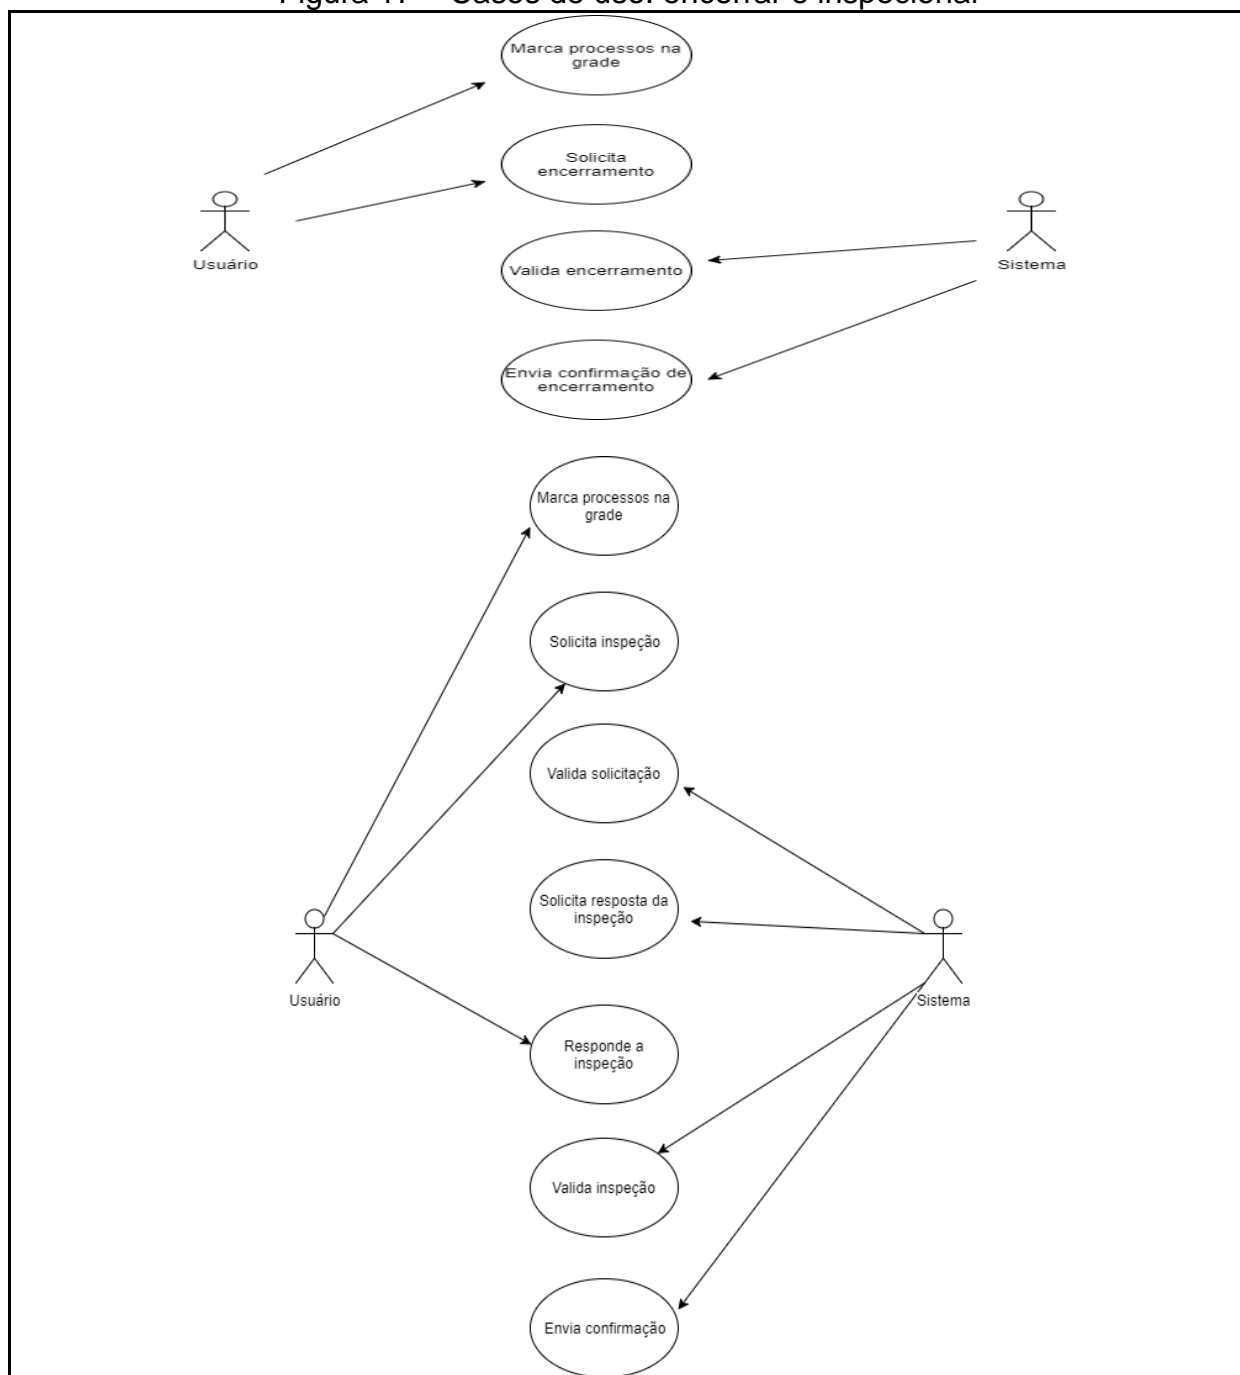 Figura – Casos de uso: encerrar e inspecionar
Marca processos na
grade
Solicita
encerramento
Usuário
Valida encerramento
Sistema
Envia confirmação de
encerramento
Marca processos na
grade
Solicita inspeção
Valida solicitação
Solicita resposta da
inspeção
Usuário
Sistema
Responde a
inspeção
Valida inspeção
Envia confirmação